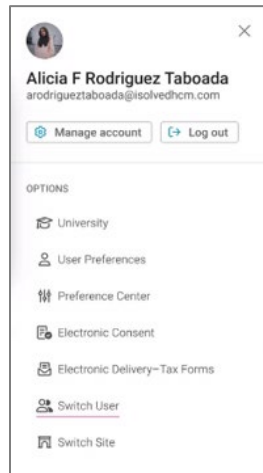 Alicia F Rodriguez Taboada
arodrigueztaboada@isolvedhcm.com
Manage account Log out
OPTIONS
University
User Preferences
Preference Center
Electronic Consent
Electronic Delivery-Tax Forms
Switch User
Switch Site